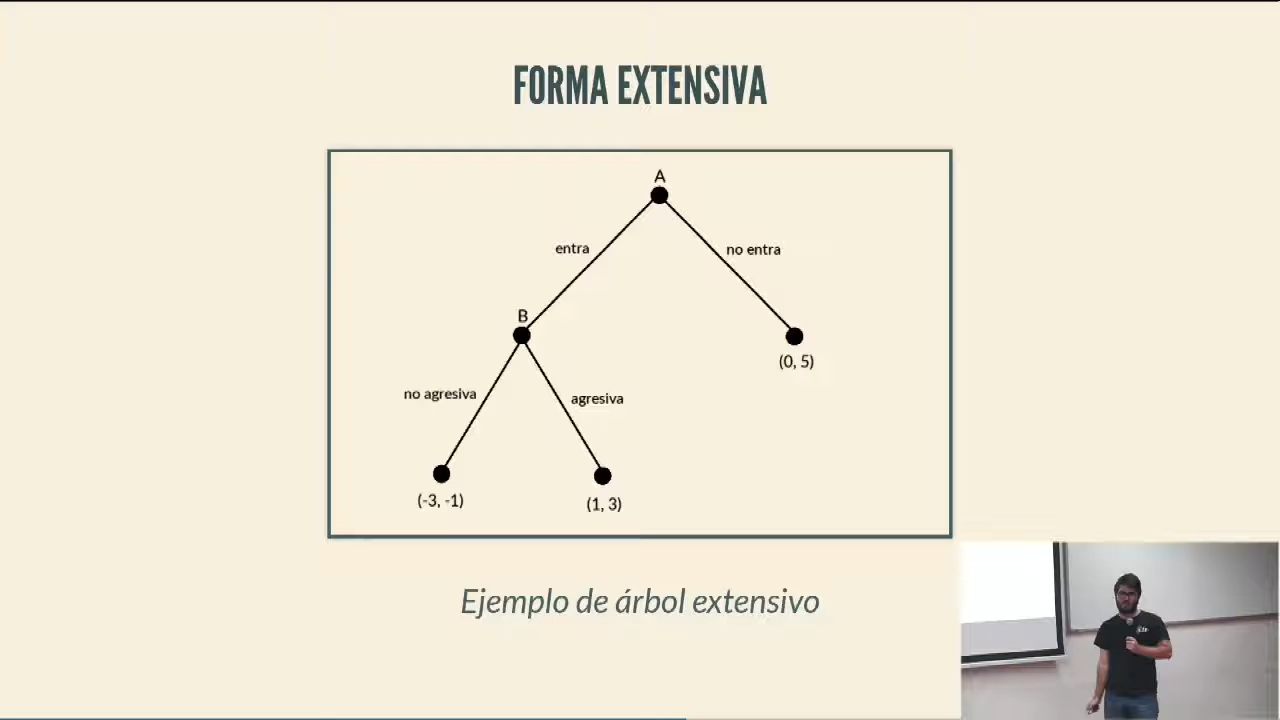 FORMA EXTENSIVA
A
entra
no entra
B
(0, 5)
no agresiva
agresiva
(-3, -1)
(1, 3)
Ejemplo de árbol extensivo